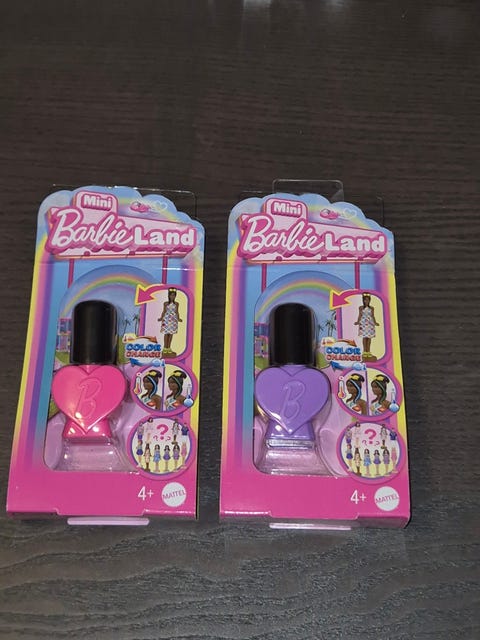 Mini
Barbie Land
COLOR
CHANGE
?
B
4+
MATTEL
Mini
Barbie Land
COLOR
CHANGE
?
B
4+
MATTEL